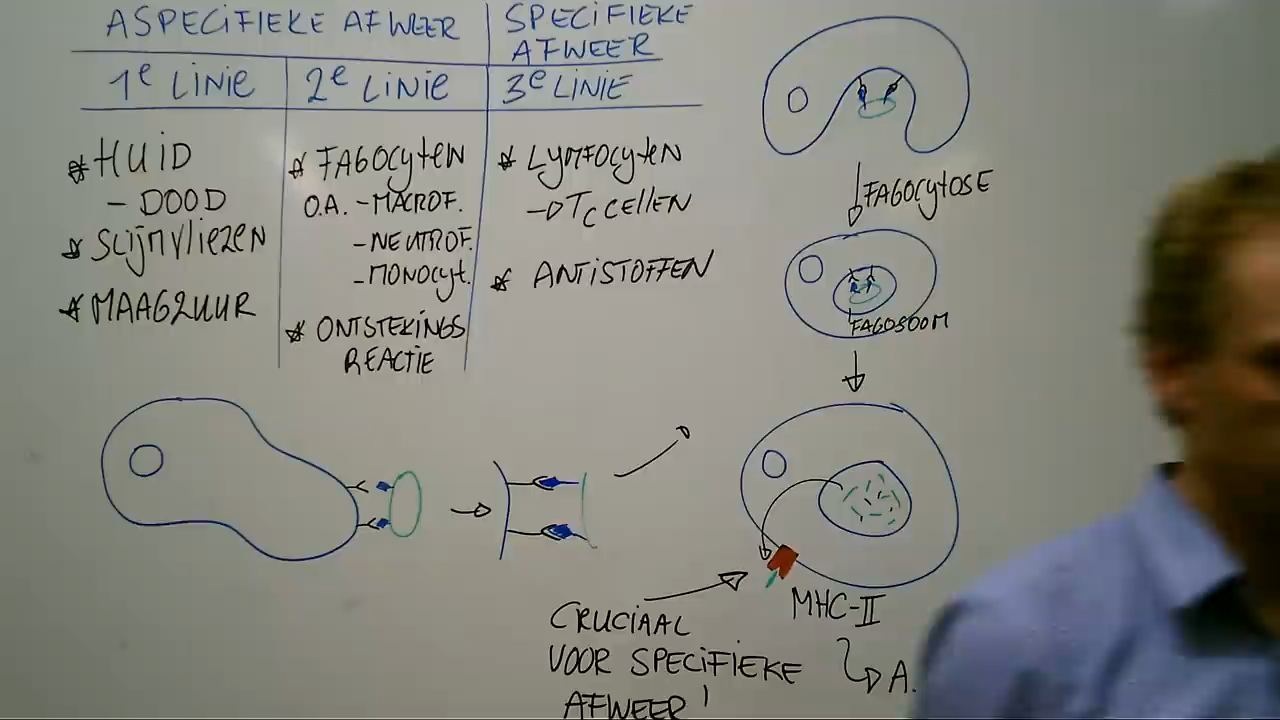 ASPECIFIEKE AFWEER
SPECIFIEKE
AFWEER
1e LINIE
2e LINIE
3e LINIE
* HUID
- DOOD
* SLIJMVLIEZEN
* MAAGZUUR
* FAGOCYTEN
O.A. - MACROF.
- NEUTROF.
- MONOCYT.
* ONTSTEKINGS
REACTIE
* LYMFOCYTEN
→ Tc CELLEN
* ANTISTOFFEN
FAGOCYTOSE
FAGOSOOM
MHC-II
A.
CRUCIAAL
VOOR SPECIFIEKE
AFWEER!